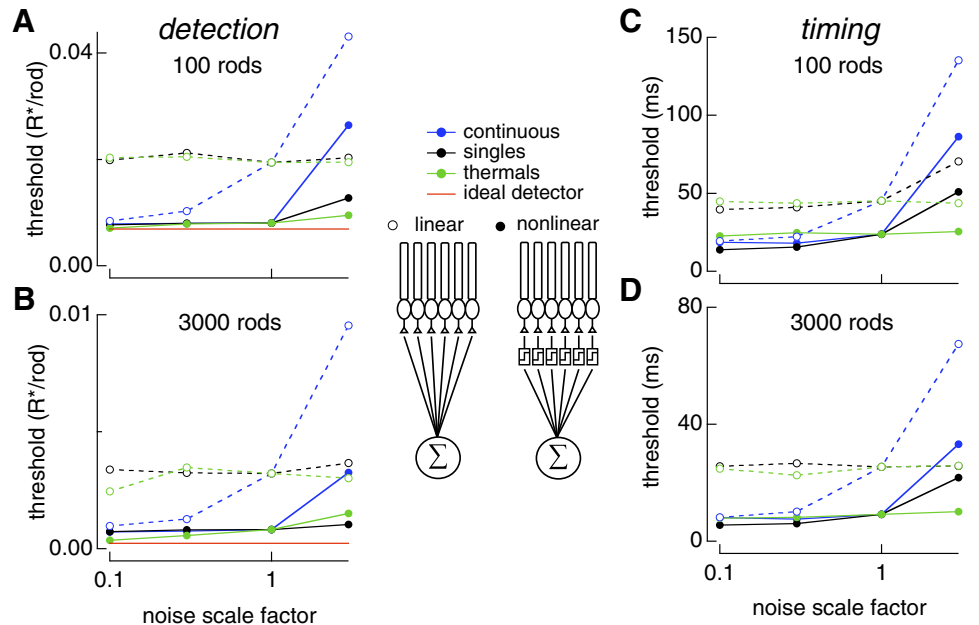 A
detection
100 rods
threshold (R*/rod)
0.04
0.00
B
3000 rods
threshold (R*/rod)
0.01
0.00
0.1
1
noise scale factor
continuous
singles
thermals
ideal detector
linear
nonlinear
Σ
Σ
C
timing
100 rods
threshold (ms)
150
100
50
0
D
3000 rods
threshold (ms)
80
40
0
0.1
1
noise scale factor